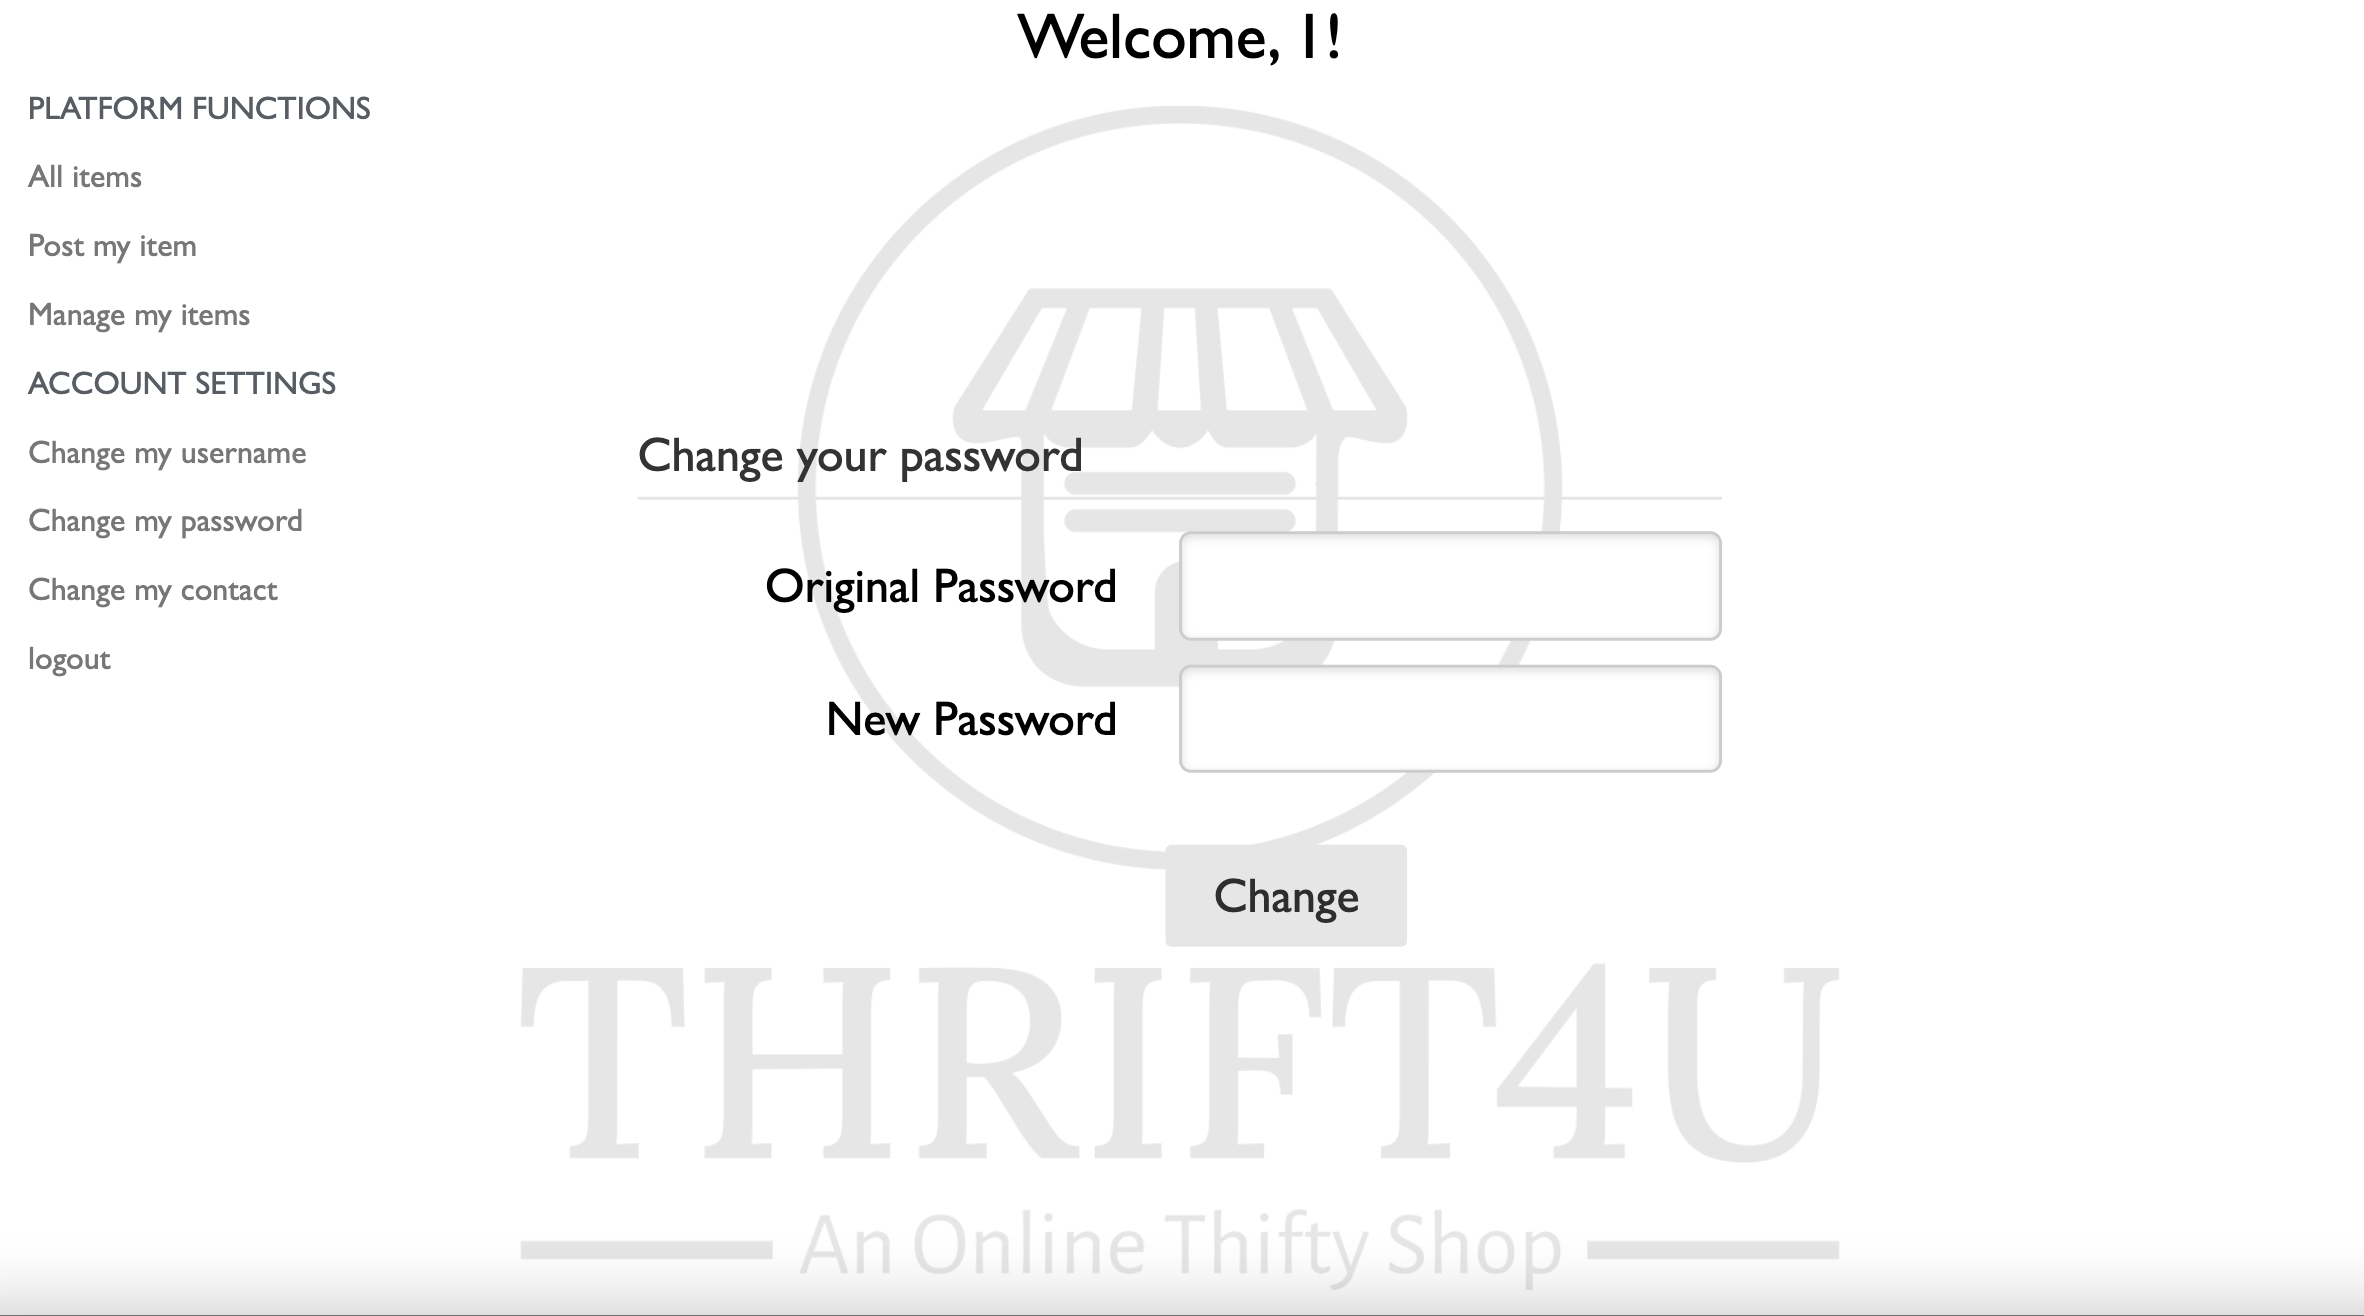 Welcome, 1!
PLATFORM FUNCTIONS
All items
Post my item
Manage my items
ACCOUNT SETTINGS
Change my username
Change my password
Change my contact
logout
Change your password
Original Password
New Password
Change
THRIFT4U
An Online Thifty Shop